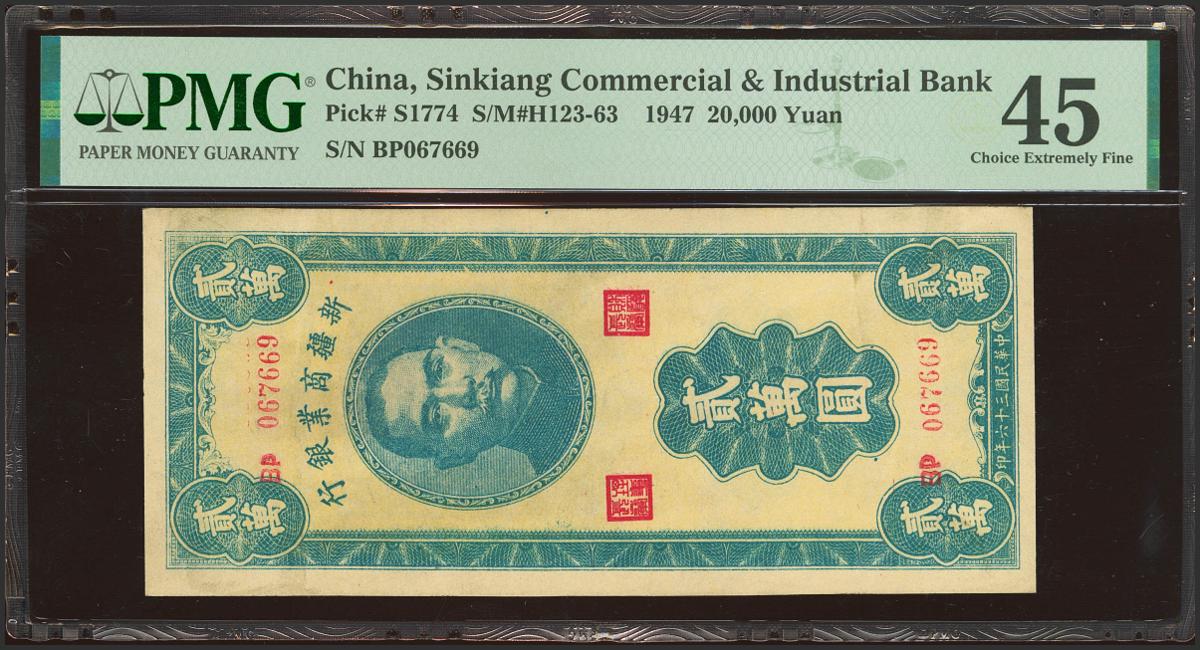 PMG®
PAPER MONEY GUARANTY
China, Sinkiang Commercial & Industrial Bank
Pick# S1774 S/M#H123-63 1947 20,000 Yuan
S/N BP067669
45
Choice Extremely Fine
貳萬
貳萬
新疆商業銀行
BP 067669
貳萬圓
BP 067669
貳萬
貳萬
中華民國三十六年印